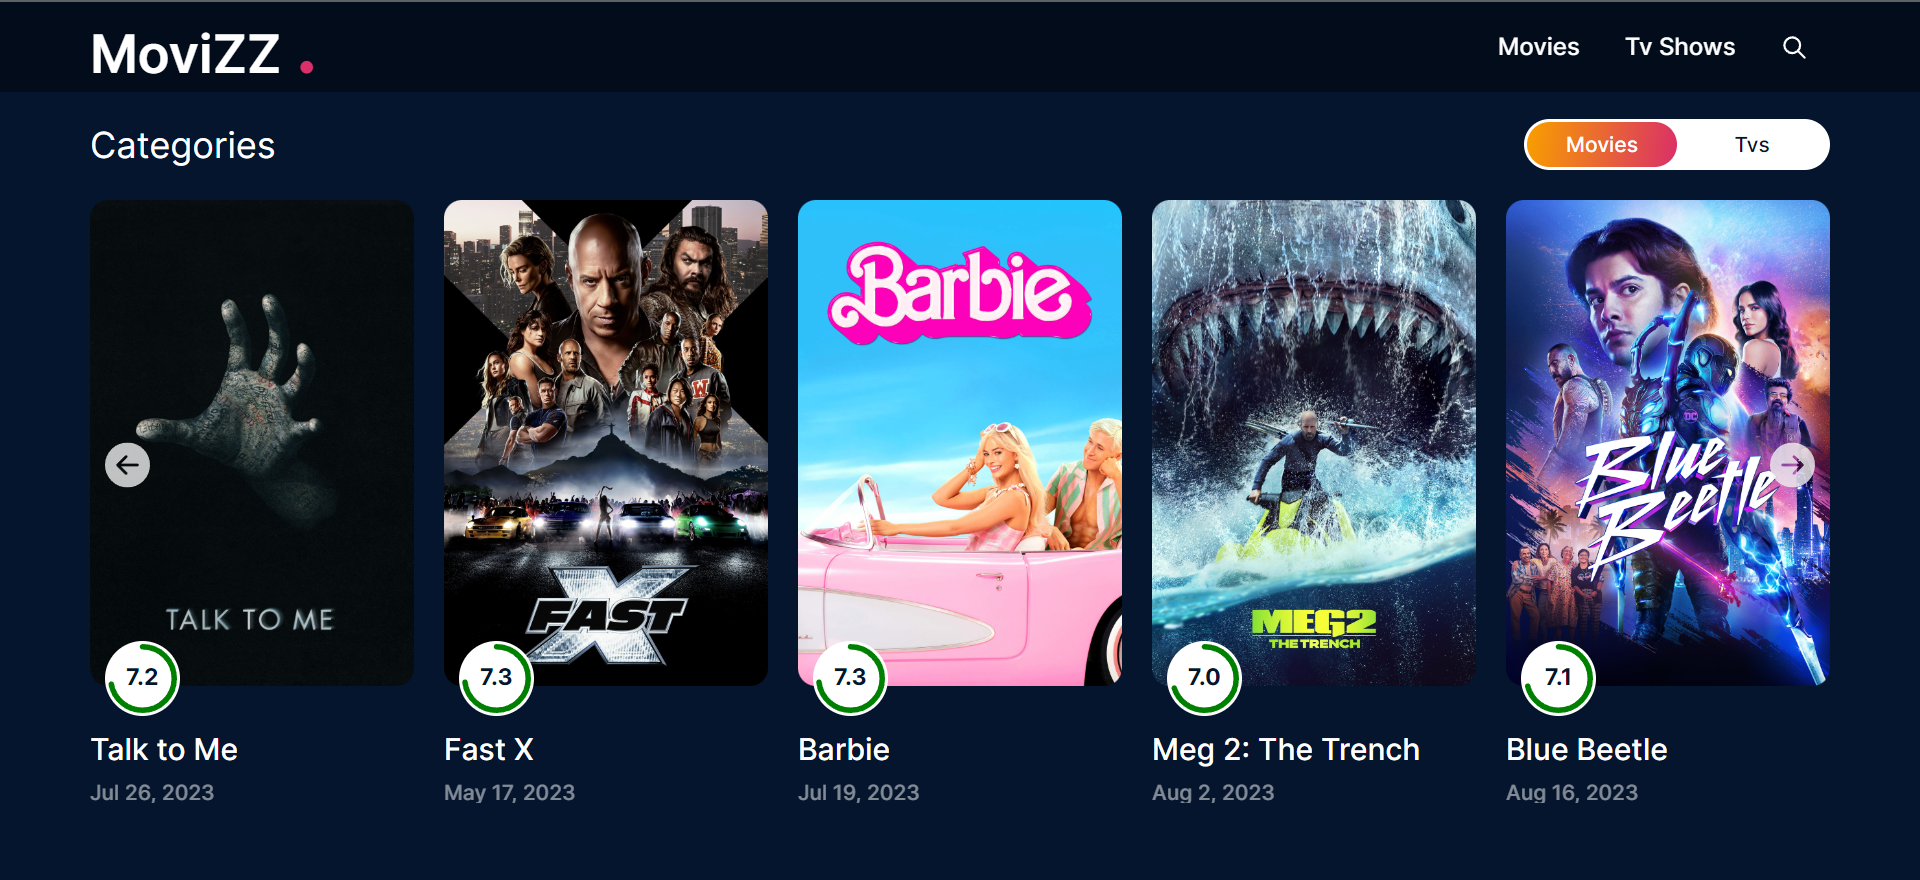 MoviZZ .
Movies
Tv Shows
Categories
Movies
Tvs
TALK TO ME
FAST X
Barbie
MEG2
THE TRENCH
DC
Blue
Beetle
W
7.2
7.3
7.3
7.0
7.1
Talk to Me
Fast X
Barbie
Meg 2: The Trench
Blue Beetle
Jul 26, 2023
May 17, 2023
Jul 19, 2023
Aug 2, 2023
Aug 16, 2023